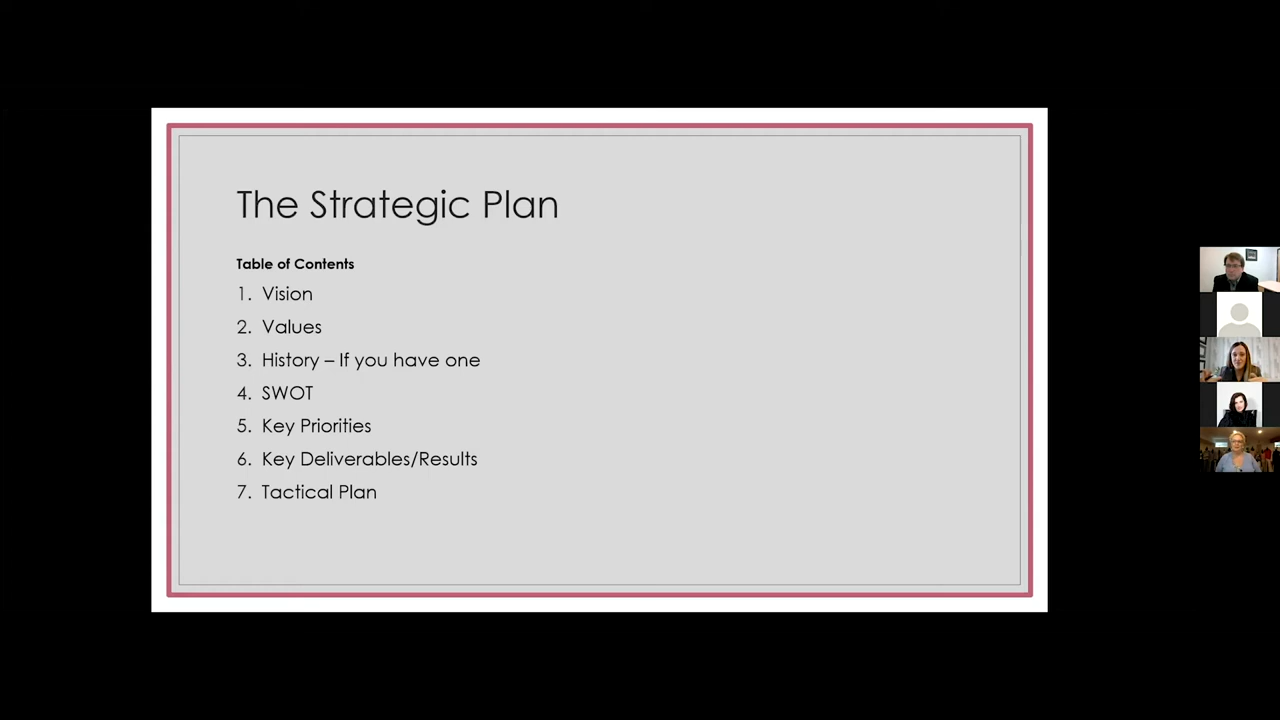 The Strategic Plan
Table of Contents
1. Vision
2. Values
3. History – If you have one
4. SWOT
5. Key Priorities
6. Key Deliverables/Results
7. Tactical Plan